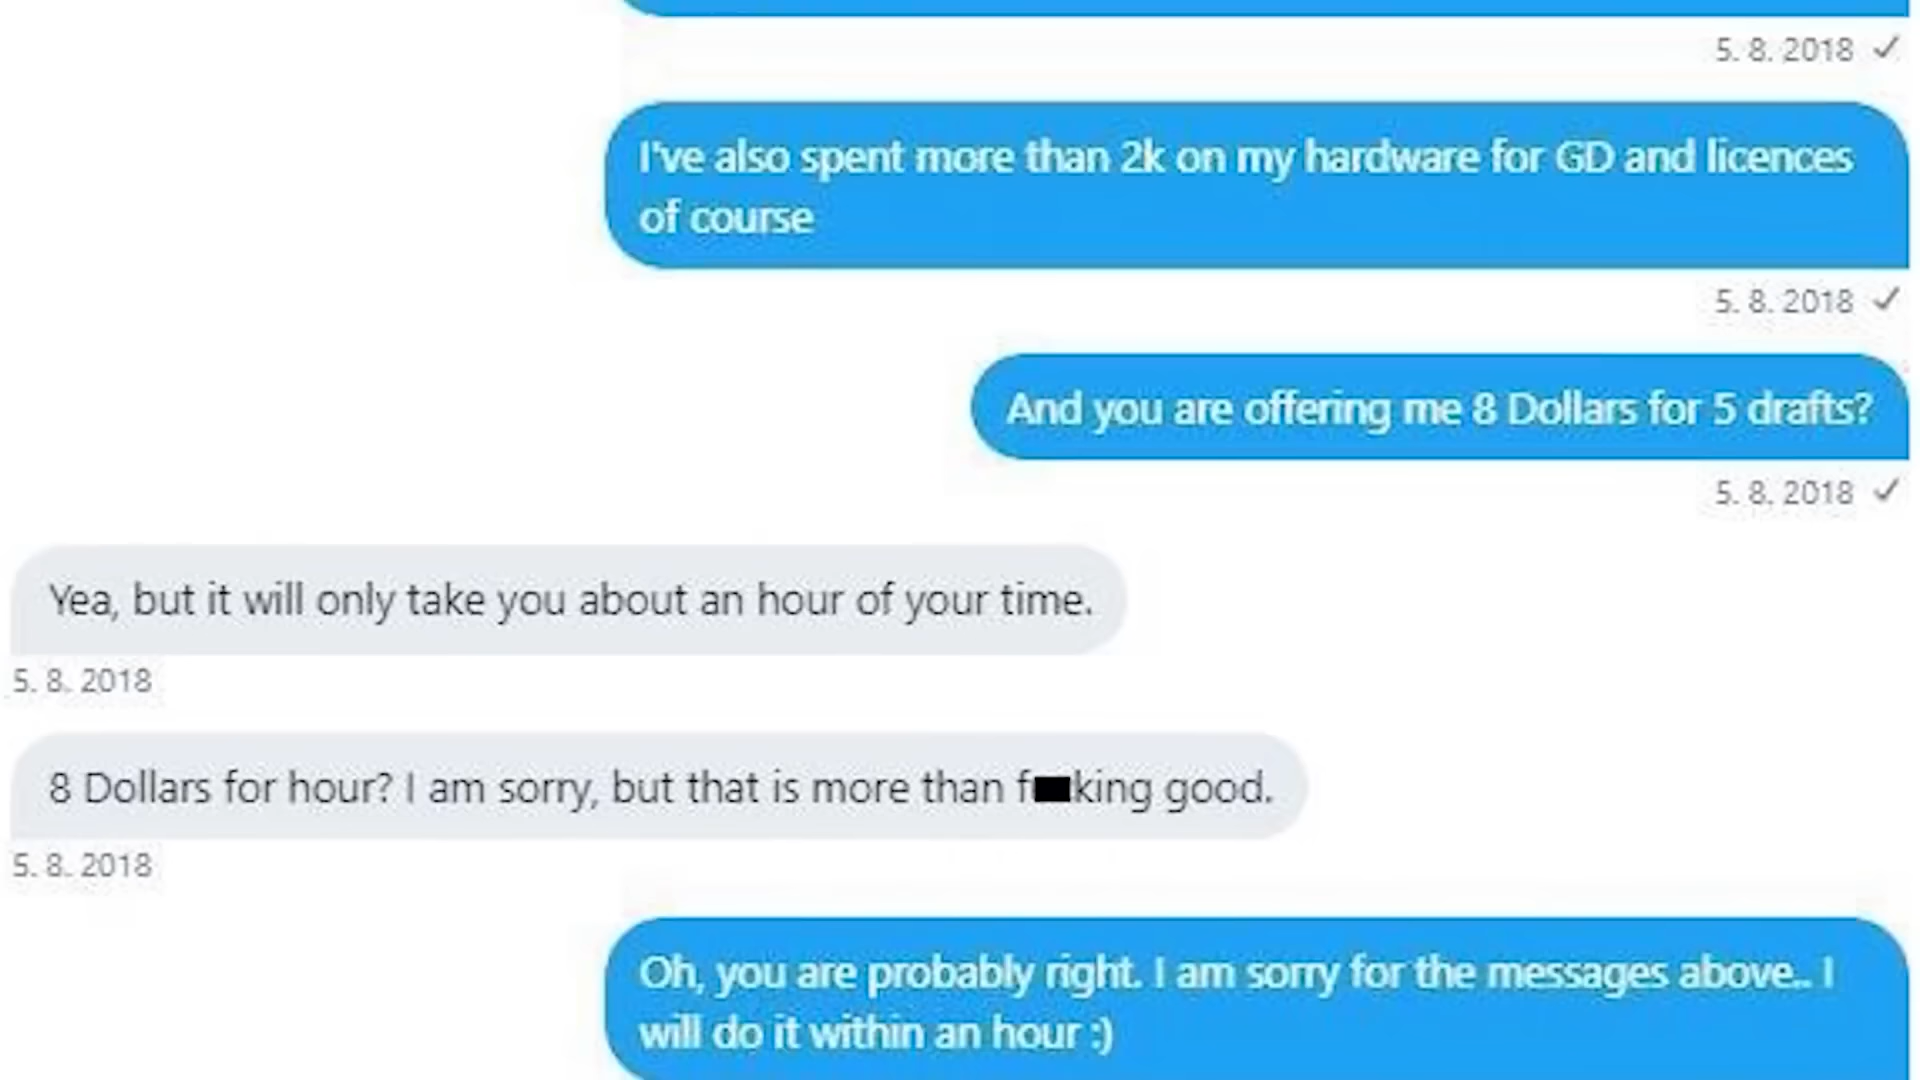 5. 8. 2018 ✓
I've also spent more than 2k on my hardware for GD and licences
of course
5. 8. 2018 ✓
And you are offering me 8 Dollars for 5 drafts?
5. 8. 2018 ✓
Yea, but it will only take you about an hour of your time.
5. 8. 2018
8 Dollars for hour? I am sorry, but that is more than f█king good.
5. 8. 2018
Oh, you are probably right. I am sorry for the messages above.. I
will do it within an hour :)